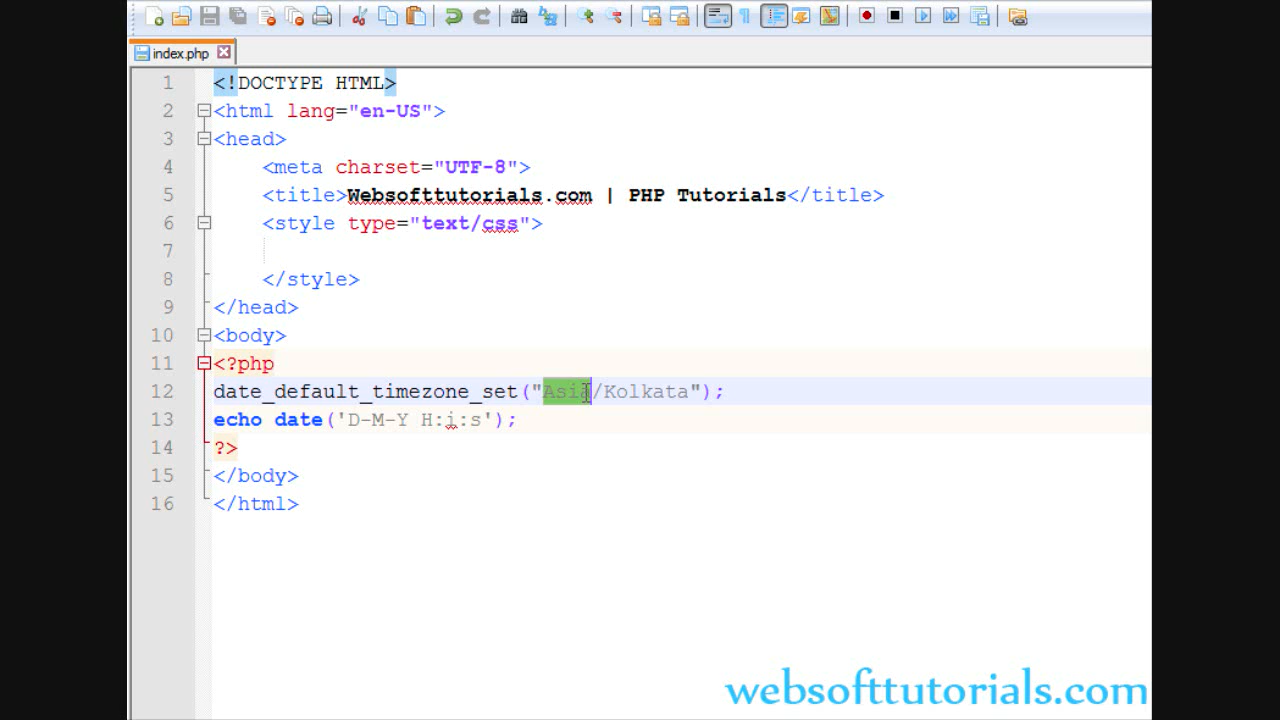 index.php
1 <!DOCTYPE HTML>
2 <html lang="en-US">
3 <head>
4 <meta charset="UTF-8">
5 <title>Websofttutorials.com | PHP Tutorials</title>
6 <style type="text/css">
7
8 </style>
9 </head>
10 <body>
11 <?php
12 date_default_timezone_set("Asia/Kolkata");
13 echo date('D-M-Y H:i:s');
14 ?>
15 </body>
16 </html>
websofttutorials.com